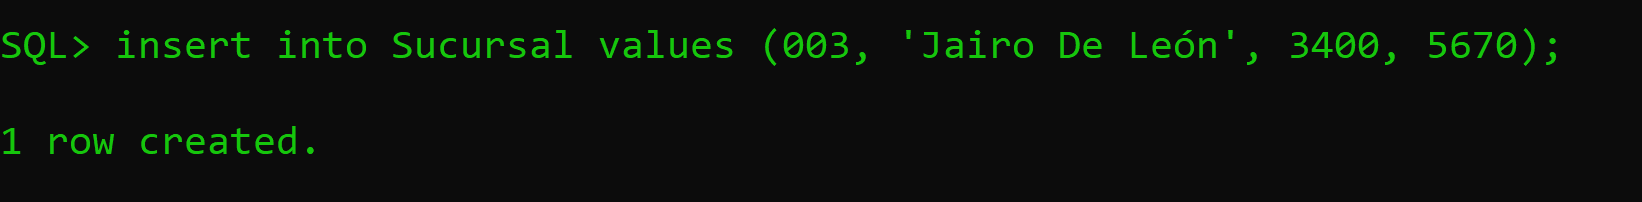 SQL> insert into Sucursal values (003, 'Jairo De León', 3400, 5670);
1 row created.